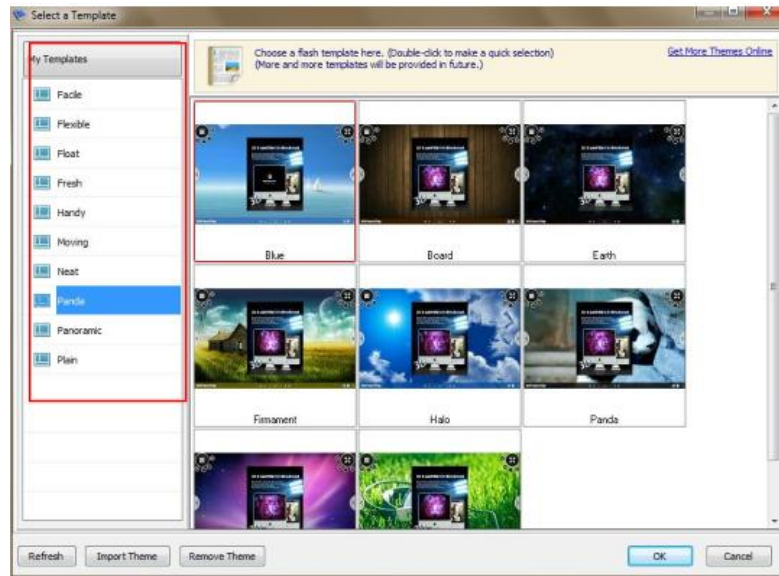 Select a Template
My Templates
Facile
Flexible
Float
Fresh
Handy
Moving
Neat
Panda
Panoramic
Plain
Choose a flash template here. (Double-click to make a quick selection)
(More and more templates will be provided in future.)
Get More Themes Online
Blue
Board
Earth
Firmament
Halo
Panda
Refresh
Import Theme
Remove Theme
OK
Cancel